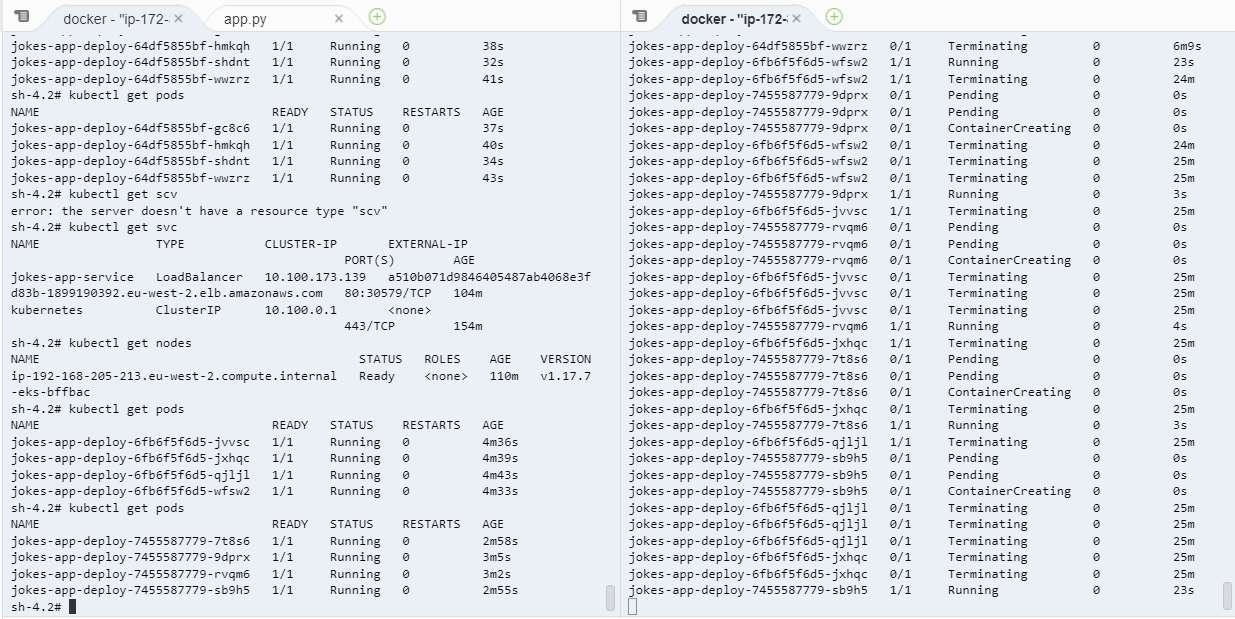 docker - "ip-172-
app.py
jokes-app-deploy-64df5855bf-hmkqh 1/1 Running 0 38s
jokes-app-deploy-64df5855bf-shdnt 1/1 Running 0 32s
jokes-app-deploy-64df5855bf-wwzrz 1/1 Running 0 41s
sh-4.2# kubectl get pods
NAME READY STATUS RESTARTS AGE
jokes-app-deploy-64df5855bf-gc8c6 1/1 Running 0 37s
jokes-app-deploy-64df5855bf-hmkqh 1/1 Running 0 40s
jokes-app-deploy-64df5855bf-shdnt 1/1 Running 0 34s
jokes-app-deploy-64df5855bf-wwzrz 1/1 Running 0 43s
sh-4.2# kubectl get scv
error: the server doesn't have a resource type "scv"
sh-4.2# kubectl get svc
NAME TYPE CLUSTER-IP EXTERNAL-IP
PORT(S) AGE
jokes-app-service LoadBalancer 10.100.173.139 a510b071d9846405487ab4068e3f
d83b-1899190392.eu-west-2.elb.amazonaws.com 80:30579/TCP 104m
kubernetes ClusterIP 10.100.0.1 <none>
443/TCP 154m
sh-4.2# kubectl get nodes
NAME STATUS ROLES AGE VERSION
ip-192-168-205-213.eu-west-2.compute.internal Ready <none> 110m v1.17.7
-eks-bffbac
sh-4.2# kubectl get pods
NAME READY STATUS RESTARTS AGE
jokes-app-deploy-6fb6f5f6d5-jvvsc 1/1 Running 0 4m36s
jokes-app-deploy-6fb6f5f6d5-jxhqc 1/1 Running 0 4m39s
jokes-app-deploy-6fb6f5f6d5-qjljl 1/1 Running 0 4m43s
jokes-app-deploy-6fb6f5f6d5-wfsw2 1/1 Running 0 4m33s
sh-4.2# kubectl get pods
NAME READY STATUS RESTARTS AGE
jokes-app-deploy-7455587779-7t8s6 1/1 Running 0 2m58s
jokes-app-deploy-7455587779-9dprx 1/1 Running 0 3m5s
jokes-app-deploy-7455587779-rvqm6 1/1 Running 0 3m2s
jokes-app-deploy-7455587779-sb9h5 1/1 Running 0 2m55s
sh-4.2#
docker - "ip-172-
jokes-app-deploy-64df5855bf-wwzrz 0/1 Terminating 0 6m9s
jokes-app-deploy-6fb6f5f6d5-wfsw2 1/1 Running 0 23s
jokes-app-deploy-6fb6f5f6d5-wfsw2 1/1 Terminating 0 24m
jokes-app-deploy-7455587779-9dprx 0/1 Pending 0 0s
jokes-app-deploy-7455587779-9dprx 0/1 Pending 0 0s
jokes-app-deploy-7455587779-9dprx 0/1 ContainerCreating 0 0s
jokes-app-deploy-6fb6f5f6d5-wfsw2 0/1 Terminating 0 24m
jokes-app-deploy-6fb6f5f6d5-wfsw2 0/1 Terminating 0 25m
jokes-app-deploy-6fb6f5f6d5-wfsw2 0/1 Terminating 0 25m
jokes-app-deploy-7455587779-9dprx 1/1 Running 0 3s
jokes-app-deploy-6fb6f5f6d5-jvvsc 1/1 Terminating 0 25m
jokes-app-deploy-7455587779-rvqm6 0/1 Pending 0 0s
jokes-app-deploy-7455587779-rvqm6 0/1 Pending 0 0s
jokes-app-deploy-7455587779-rvqm6 0/1 ContainerCreating 0 0s
jokes-app-deploy-6fb6f5f6d5-jvvsc 0/1 Terminating 0 25m
jokes-app-deploy-6fb6f5f6d5-jvvsc 0/1 Terminating 0 25m
jokes-app-deploy-6fb6f5f6d5-jvvsc 0/1 Terminating 0 25m
jokes-app-deploy-7455587779-rvqm6 1/1 Running 0 4s
jokes-app-deploy-6fb6f5f6d5-jxhqc 1/1 Terminating 0 25m
jokes-app-deploy-7455587779-7t8s6 0/1 Pending 0 0s
jokes-app-deploy-7455587779-7t8s6 0/1 Pending 0 0s
jokes-app-deploy-7455587779-7t8s6 0/1 ContainerCreating 0 0s
jokes-app-deploy-6fb6f5f6d5-jxhqc 0/1 Terminating 0 25m
jokes-app-deploy-7455587779-7t8s6 1/1 Running 0 3s
jokes-app-deploy-6fb6f5f6d5-qjljl 1/1 Terminating 0 25m
jokes-app-deploy-7455587779-sb9h5 0/1 Pending 0 0s
jokes-app-deploy-7455587779-sb9h5 0/1 Pending 0 0s
jokes-app-deploy-7455587779-sb9h5 0/1 ContainerCreating 0 0s
jokes-app-deploy-6fb6f5f6d5-qjljl 0/1 Terminating 0 25m
jokes-app-deploy-6fb6f5f6d5-qjljl 0/1 Terminating 0 25m
jokes-app-deploy-6fb6f5f6d5-qjljl 0/1 Terminating 0 25m
jokes-app-deploy-6fb6f5f6d5-jxhqc 0/1 Terminating 0 25m
jokes-app-deploy-6fb6f5f6d5-jxhqc 0/1 Terminating 0 25m
jokes-app-deploy-7455587779-sb9h5 1/1 Running 0 23s